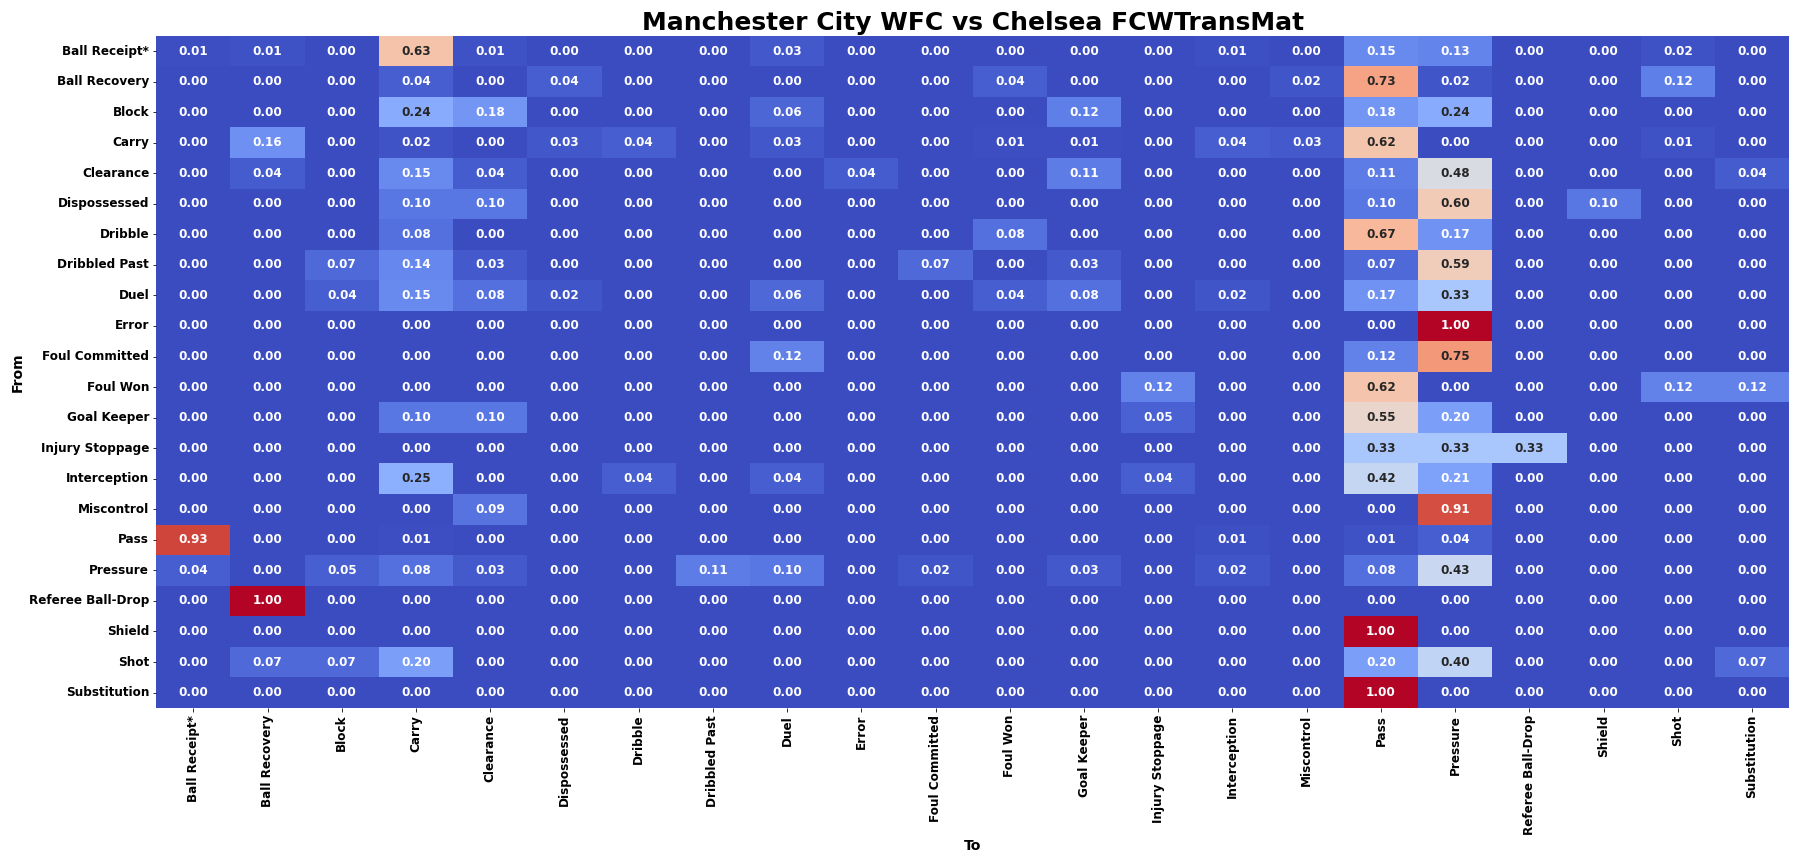 Manchester City WFC vs Chelsea FCWTransMat
From
Ball Receipt* 0.01 0.01 0.00 0.63 0.01 0.00 0.00 0.00 0.03 0.00 0.00 0.00 0.00 0.00 0.01 0.00 0.15 0.13 0.00 0.00 0.02 0.00
Ball Recovery 0.00 0.00 0.00 0.04 0.00 0.04 0.00 0.00 0.00 0.00 0.00 0.04 0.00 0.00 0.00 0.02 0.73 0.02 0.00 0.00 0.12 0.00
Block 0.00 0.00 0.00 0.24 0.18 0.00 0.00 0.00 0.06 0.00 0.00 0.00 0.12 0.00 0.00 0.00 0.18 0.24 0.00 0.00 0.00 0.00
Carry 0.00 0.16 0.00 0.02 0.00 0.03 0.04 0.00 0.03 0.00 0.00 0.01 0.01 0.00 0.04 0.03 0.62 0.00 0.00 0.00 0.01 0.00
Clearance 0.00 0.04 0.00 0.15 0.04 0.00 0.00 0.00 0.00 0.04 0.00 0.00 0.11 0.00 0.00 0.00 0.11 0.48 0.00 0.00 0.00 0.04
Dispossessed 0.00 0.00 0.00 0.10 0.10 0.00 0.00 0.00 0.00 0.00 0.00 0.00 0.00 0.00 0.00 0.00 0.10 0.60 0.00 0.10 0.00 0.00
Dribble 0.00 0.00 0.00 0.08 0.00 0.00 0.00 0.00 0.00 0.00 0.00 0.08 0.00 0.00 0.00 0.00 0.67 0.17 0.00 0.00 0.00 0.00
Dribbled Past 0.00 0.00 0.07 0.14 0.03 0.00 0.00 0.00 0.00 0.00 0.07 0.00 0.03 0.00 0.00 0.00 0.07 0.59 0.00 0.00 0.00 0.00
Duel 0.00 0.00 0.04 0.15 0.08 0.02 0.00 0.00 0.06 0.00 0.00 0.04 0.08 0.00 0.02 0.00 0.17 0.33 0.00 0.00 0.00 0.00
Error 0.00 0.00 0.00 0.00 0.00 0.00 0.00 0.00 0.00 0.00 0.00 0.00 0.00 0.00 0.00 0.00 0.00 1.00 0.00 0.00 0.00 0.00
Foul Committed 0.00 0.00 0.00 0.00 0.00 0.00 0.00 0.00 0.12 0.00 0.00 0.00 0.00 0.00 0.00 0.00 0.12 0.75 0.00 0.00 0.00 0.00
Foul Won 0.00 0.00 0.00 0.00 0.00 0.00 0.00 0.00 0.00 0.00 0.00 0.00 0.00 0.12 0.00 0.00 0.62 0.00 0.00 0.00 0.12 0.12
Goal Keeper 0.00 0.00 0.00 0.10 0.10 0.00 0.00 0.00 0.00 0.00 0.00 0.00 0.00 0.05 0.00 0.00 0.55 0.20 0.00 0.00 0.00 0.00
Injury Stoppage 0.00 0.00 0.00 0.00 0.00 0.00 0.00 0.00 0.00 0.00 0.00 0.00 0.00 0.00 0.00 0.00 0.33 0.33 0.33 0.00 0.00 0.00
Interception 0.00 0.00 0.00 0.25 0.00 0.00 0.04 0.00 0.04 0.00 0.00 0.00 0.00 0.04 0.00 0.00 0.42 0.21 0.00 0.00 0.00 0.00
Miscontrol 0.00 0.00 0.00 0.00 0.09 0.00 0.00 0.00 0.00 0.00 0.00 0.00 0.00 0.00 0.00 0.00 0.00 0.91 0.00 0.00 0.00 0.00
Pass 0.93 0.00 0.00 0.01 0.00 0.00 0.00 0.00 0.00 0.00 0.00 0.00 0.00 0.00 0.01 0.00 0.01 0.04 0.00 0.00 0.00 0.00
Pressure 0.04 0.00 0.05 0.08 0.03 0.00 0.00 0.11 0.10 0.00 0.02 0.00 0.03 0.00 0.02 0.00 0.08 0.43 0.00 0.00 0.00 0.00
Referee Ball-Drop 0.00 1.00 0.00 0.00 0.00 0.00 0.00 0.00 0.00 0.00 0.00 0.00 0.00 0.00 0.00 0.00 0.00 0.00 0.00 0.00 0.00 0.00
Shield 0.00 0.00 0.00 0.00 0.00 0.00 0.00 0.00 0.00 0.00 0.00 0.00 0.00 0.00 0.00 0.00 1.00 0.00 0.00 0.00 0.00 0.00
Shot 0.00 0.07 0.07 0.20 0.00 0.00 0.00 0.00 0.00 0.00 0.00 0.00 0.00 0.00 0.00 0.00 0.20 0.40 0.00 0.00 0.00 0.07
Substitution 0.00 0.00 0.00 0.00 0.00 0.00 0.00 0.00 0.00 0.00 0.00 0.00 0.00 0.00 0.00 0.00 1.00 0.00 0.00 0.00 0.00 0.00
Ball Receipt*
Ball Recovery
Block
Carry
Clearance
Dispossessed
Dribble
Dribbled Past
Duel
Error
Foul Committed
Foul Won
Goal Keeper
Injury Stoppage
Interception
Miscontrol
Pass
Pressure
Referee Ball-Drop
Shield
Shot
Substitution
To